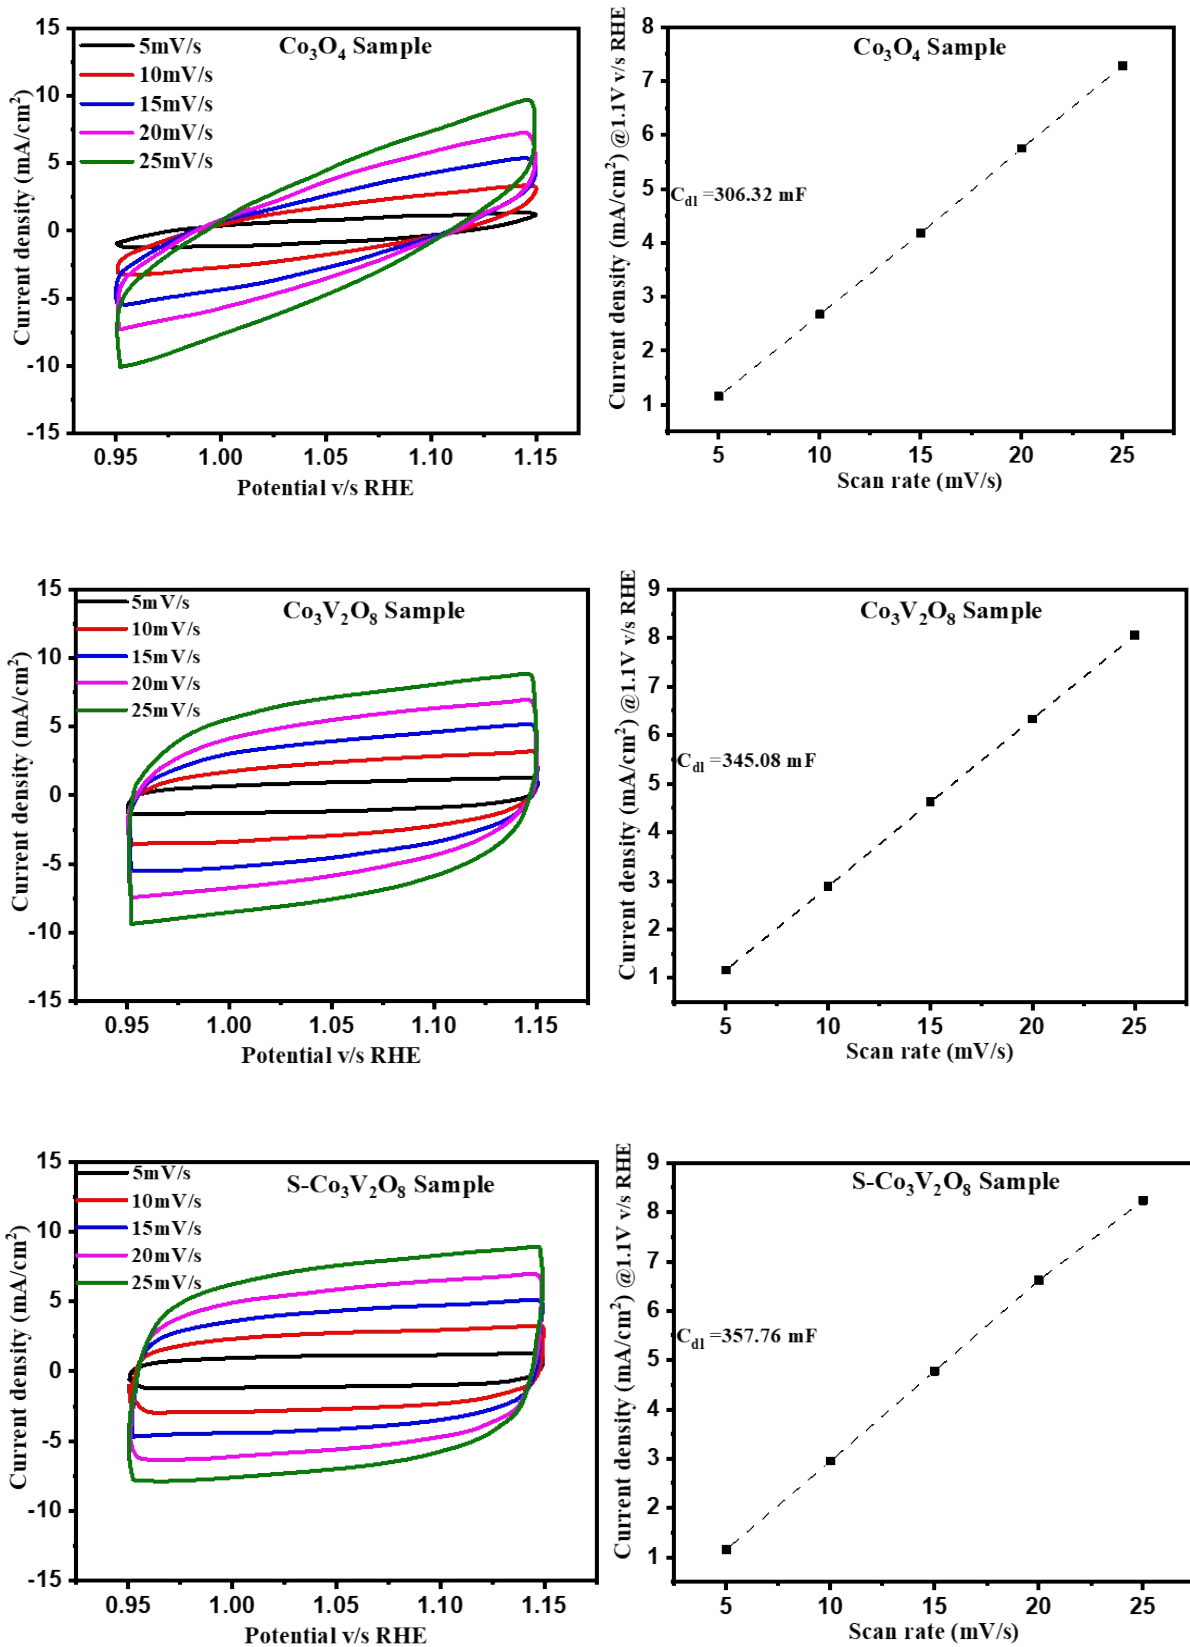 Co₃O₄ Sample
5mV/s
10mV/s
15mV/s
20mV/s
25mV/s
15
10
5
0
-5
-10
-15
Current density (mA/cm²)
0.95 1.00 1.05 1.10 1.15
Potential v/s RHE
Co₃O₄ Sample
C_dl =306.32 mF
8
7
6
5
4
3
2
1
Current density (mA/cm²) @1.1V v/s RHE
5 10 15 20 25
Scan rate (mV/s)
Co₃V₂O₈ Sample
5mV/s
10mV/s
15mV/s
20mV/s
25mV/s
15
10
5
0
-5
-10
-15
Current density (mA/cm²)
0.95 1.00 1.05 1.10 1.15
Potential v/s RHE
Co₃V₂O₈ Sample
C_dl =345.08 mF
9
8
7
6
5
4
3
2
1
Current density (mA/cm²) @1.1V v/s RHE
5 10 15 20 25
Scan rate (mV/s)
S-Co₃V₂O₈ Sample
5mV/s
10mV/s
15mV/s
20mV/s
25mV/s
15
10
5
0
-5
-10
-15
Current density (mA/cm²)
0.95 1.00 1.05 1.10 1.15
Potential v/s RHE
S-Co₃V₂O₈ Sample
C_dl =357.76 mF
9
8
7
6
5
4
3
2
1
Current density (mA/cm²) @1.1V v/s RHE
5 10 15 20 25
Scan rate (mV/s)